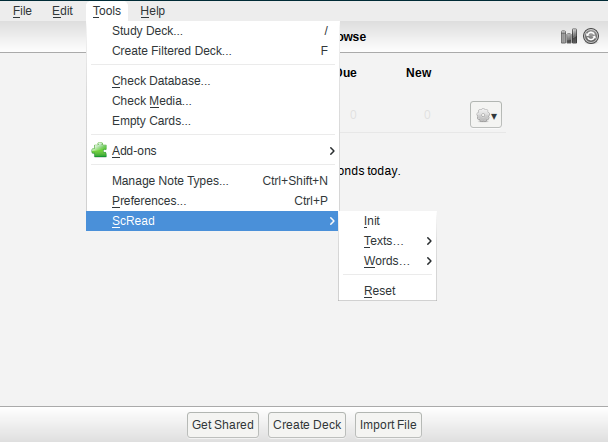 File Edit Tools Help
Study Deck... /
Create Filtered Deck... F
Check Database...
Check Media...
Empty Cards...
Add-ons
Manage Note Types... Ctrl+Shift+N
Preferences... Ctrl+P
ScRead
Init
Texts...
Words...
Reset
owse
Due New
0 0
onds today.
Get Shared Create Deck Import File